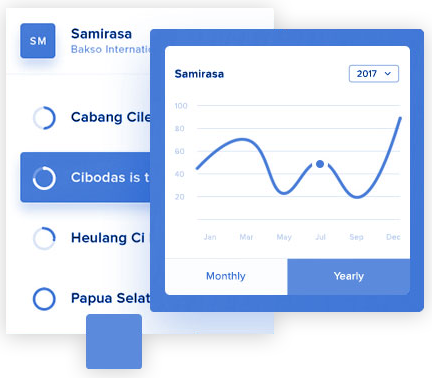 SM
Samirasa
Bakso Internatio
Cabang Cile
Cibodas is t
Heulang Ci
Papua Selat
Samirasa
2017
100
80
60
40
20
Jan Mar May Jul Sep Dec
Monthly Yearly